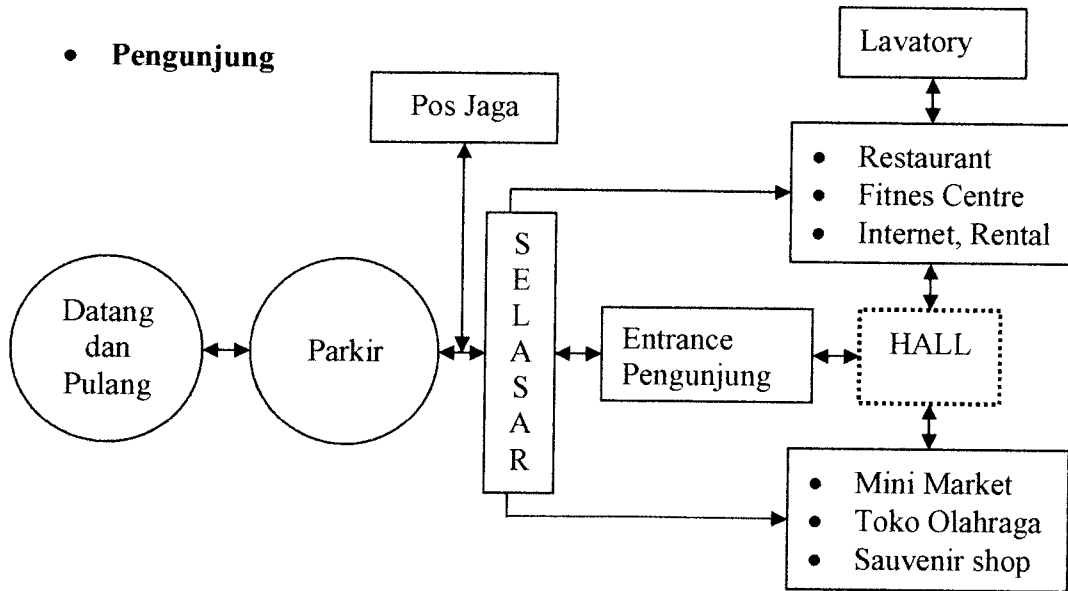 • Pengunjung
Lavatory
Pos Jaga
• Restaurant
• Fitnes Centre
• Internet, Rental
SELASAR
Datang
dan
Pulang
Parkir
Entrance
Pengunjung
HALL
• Mini Market
• Toko Olahraga
• Sauvenir shop